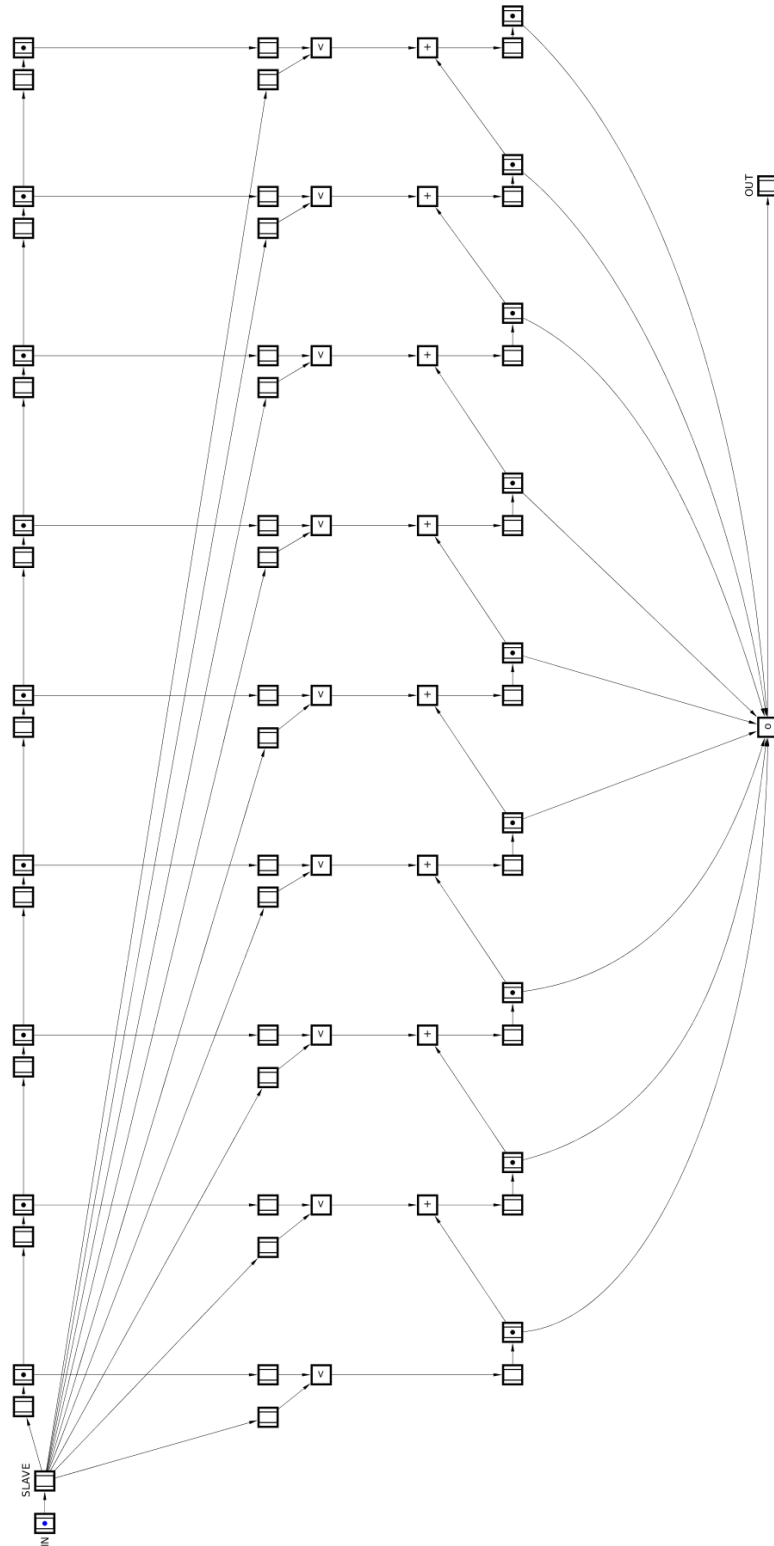 SLAVE
IN
v v v v v v v v v
+ + + + + + + +
o
OUT